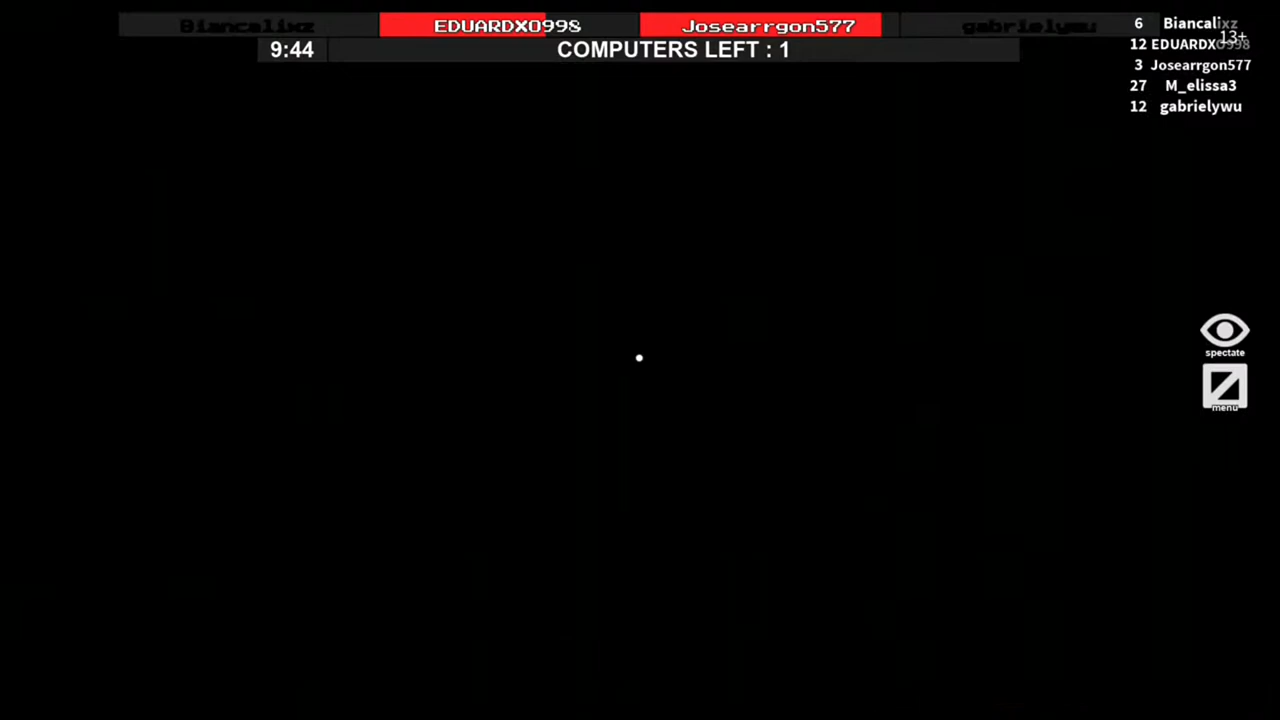 Biancalixz EDUARDX0998 Josearrgon577 gabrielywu
9:44 COMPUTERS LEFT : 1
6 Biancalixz
13+
12 EDUARDX0998
3 Josearrgon577
27 M_elissa3
12 gabrielywu
spectate
menu